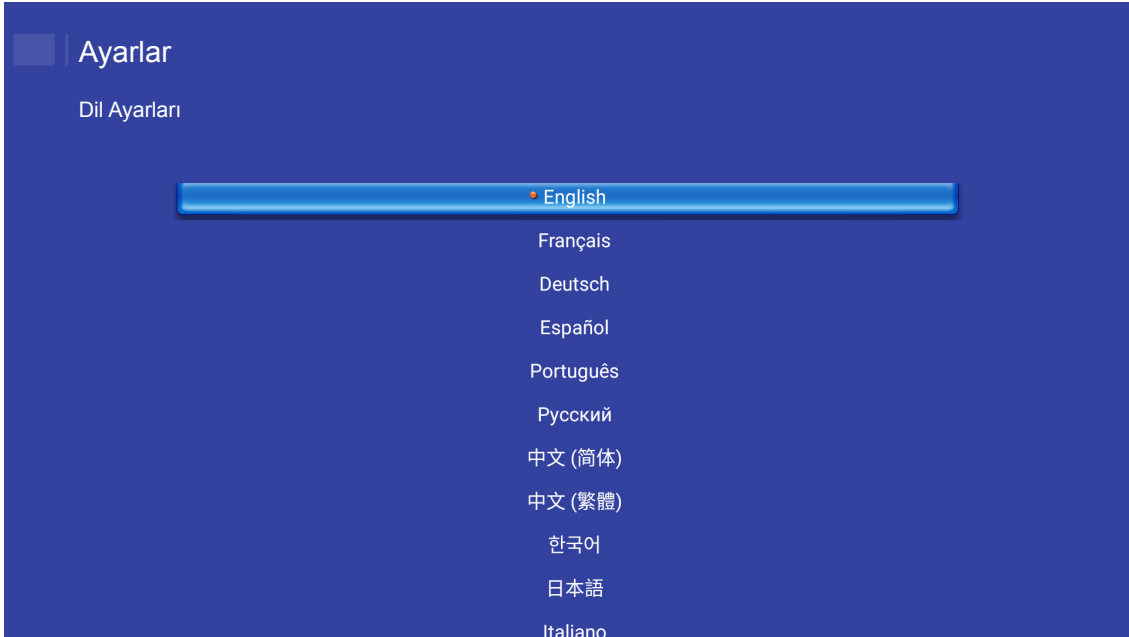 Ayarlar
Dil Ayarları
English
Français
Deutsch
Español
Português
Русский
中文 (简体)
中文 (繁體)
한국어
日本語
Italiano